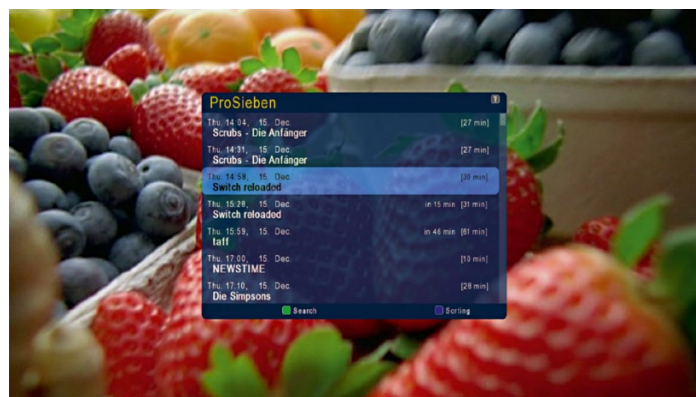 ProSieben ?
Thu. 14:04, 15. Dec. [27 min]
Scrubs - Die Anfänger
Thu. 14:31, 15. Dec. [27 min]
Scrubs - Die Anfänger
Thu. 14:58, 15. Dec. [30 min]
Switch reloaded
Thu. 15:28, 15. Dec. in 15 min [31 min]
Switch reloaded
Thu. 15:59, 15. Dec. in 46 min [61 min]
taff
Thu. 17:00, 15. Dec. [10 min]
NEWSTIME
Thu. 17:10, 15. Dec. [28 min]
Die Simpsons
Search Sorting